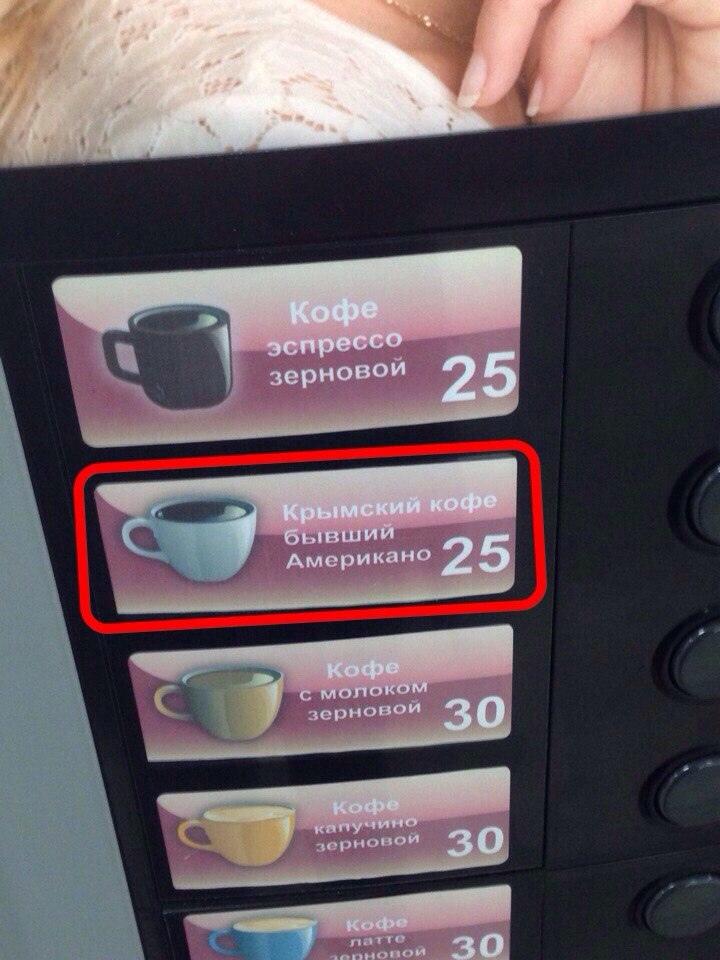 Кофе
эспрессо
зерновой 25
Крымский кофе
бывший
Американо 25
Кофе
с молоком
зерновой 30
Кофе
капучино
зерновой 30
Кофе
латте
зерновой 30